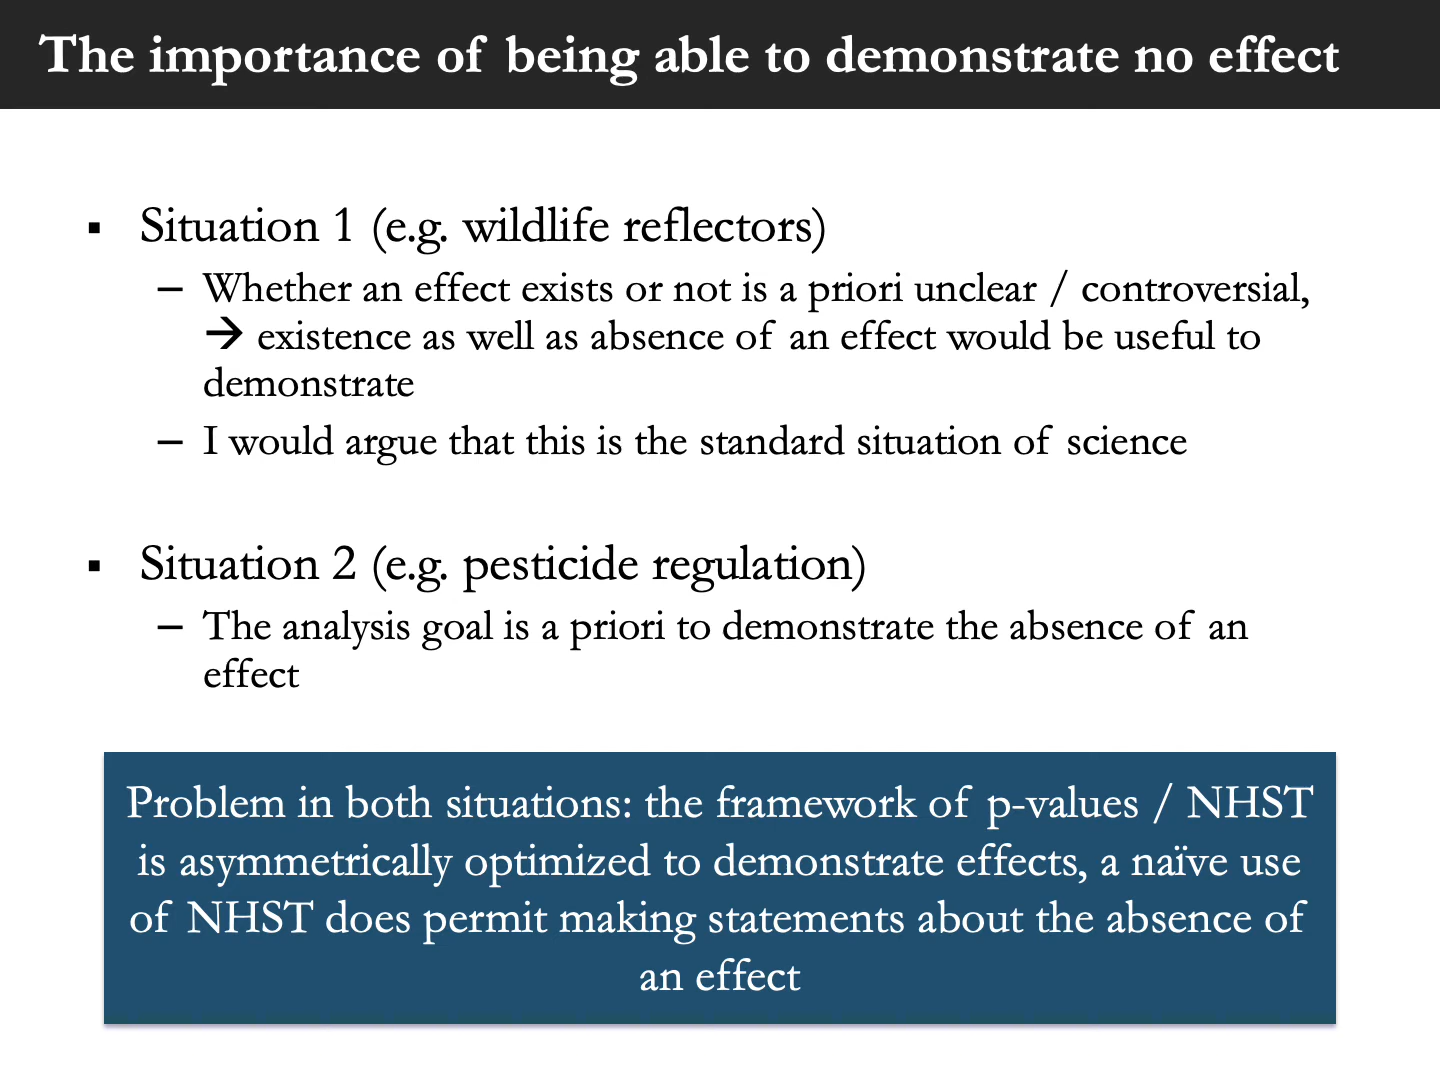 The importance of being able to demonstrate no effect
▪ Situation 1 (e.g. wildlife reflectors)
– Whether an effect exists or not is a priori unclear / controversial,
→ existence as well as absence of an effect would be useful to
demonstrate
– I would argue that this is the standard situation of science
▪ Situation 2 (e.g. pesticide regulation)
– The analysis goal is a priori to demonstrate the absence of an
effect
Problem in both situations: the framework of p-values / NHST
is asymmetrically optimized to demonstrate effects, a naïve use
of NHST does permit making statements about the absence of
an effect